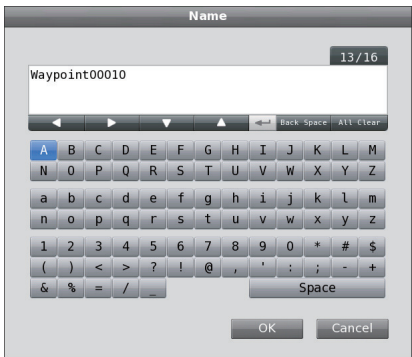 Name
13/16
Waypoint00010
Back Space All Clear
A B C D E F G H I J K L M
N O P Q R S T U V W X Y Z
a b c d e f g h i j k l m
n o p q r s t u v w x y z
1 2 3 4 5 6 7 8 9 0 * # $
( ) < > ? ! @ , ' : ; - +
& % = / _ Space
OK Cancel